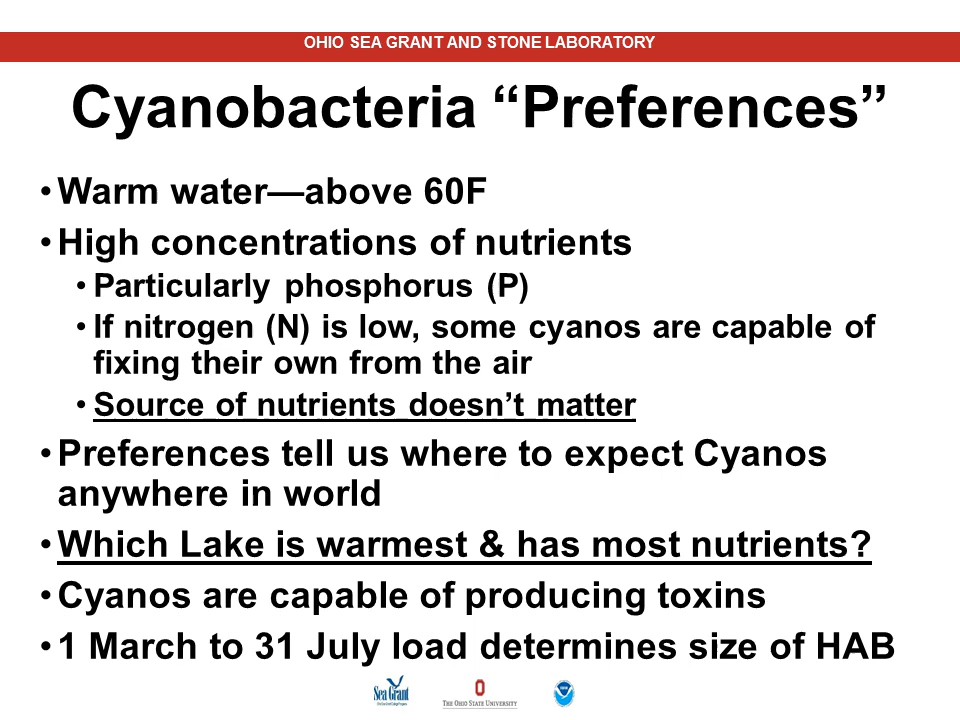 OHIO SEA GRANT AND STONE LABORATORY
Cyanobacteria “Preferences”
• Warm water—above 60F
• High concentrations of nutrients
• Particularly phosphorus (P)
• If nitrogen (N) is low, some cyanos are capable of
fixing their own from the air
• Source of nutrients doesn’t matter
• Preferences tell us where to expect Cyanos
anywhere in world
• Which Lake is warmest & has most nutrients?
• Cyanos are capable of producing toxins
• 1 March to 31 July load determines size of HAB
Sea Grant
THE OHIO STATE UNIVERSITY